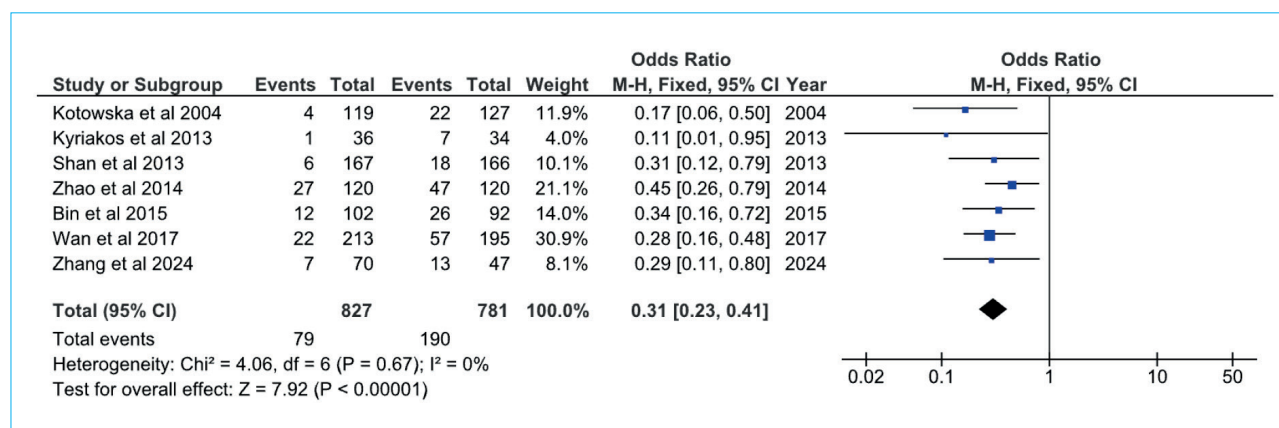 Odds Ratio Odds Ratio
Study or Subgroup Events Total Events Total Weight M-H, Fixed, 95% CI Year M-H, Fixed, 95% CI
Kotowska et al 2004 4 119 22 127 11.9% 0.17 [0.06, 0.50] 2004
Kyriakos et al 2013 1 36 7 34 4.0% 0.11 [0.01, 0.95] 2013
Shan et al 2013 6 167 18 166 10.1% 0.31 [0.12, 0.79] 2013
Zhao et al 2014 27 120 47 120 21.1% 0.45 [0.26, 0.79] 2014
Bin et al 2015 12 102 26 92 14.0% 0.34 [0.16, 0.72] 2015
Wan et al 2017 22 213 57 195 30.9% 0.28 [0.16, 0.48] 2017
Zhang et al 2024 7 70 13 47 8.1% 0.29 [0.11, 0.80] 2024
Total (95% CI) 827 781 100.0% 0.31 [0.23, 0.41]
Total events 79 190
Heterogeneity: Chi² = 4.06, df = 6 (P = 0.67); I² = 0%
Test for overall effect: Z = 7.92 (P < 0.00001)
0.02 0.1 1 10 50